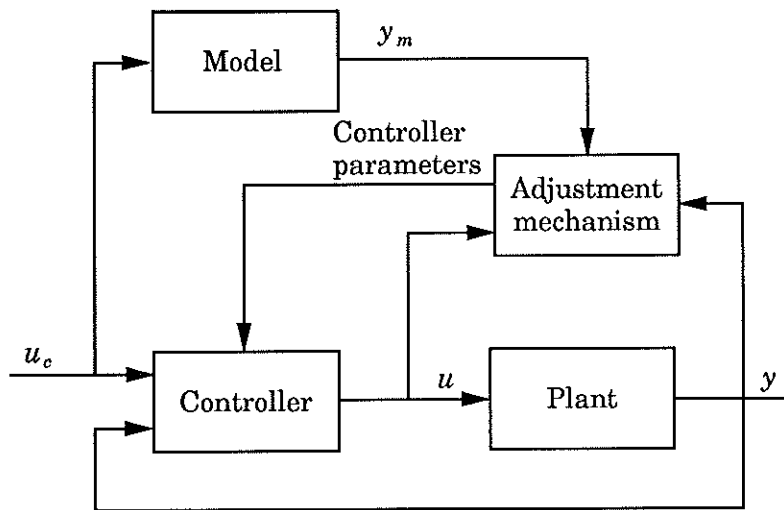 Model
y_m
Controller
parameters
Adjustment
mechanism
u_c
Controller
u
Plant
y